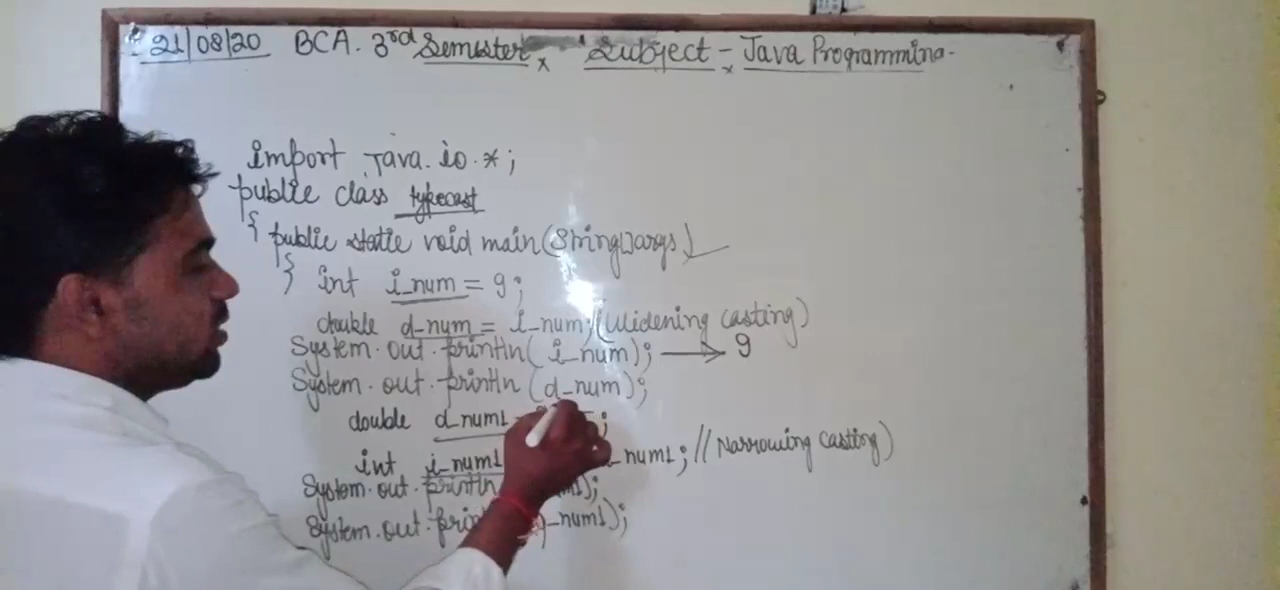 21/08/20 BCA. 3rd Semester Subject - Java Programming
import Java.io.*;
public class typecast
{ public static void main(String[]args)
{ int i_num = 9;
double d_num = i_num;(Widening casting)
System.out.println(i_num); → 9
System.out.println(d_num);
double d_num1 ;
int i_num1 num1; //Narrowing casting)
System.out.println );
System.out. _num1);